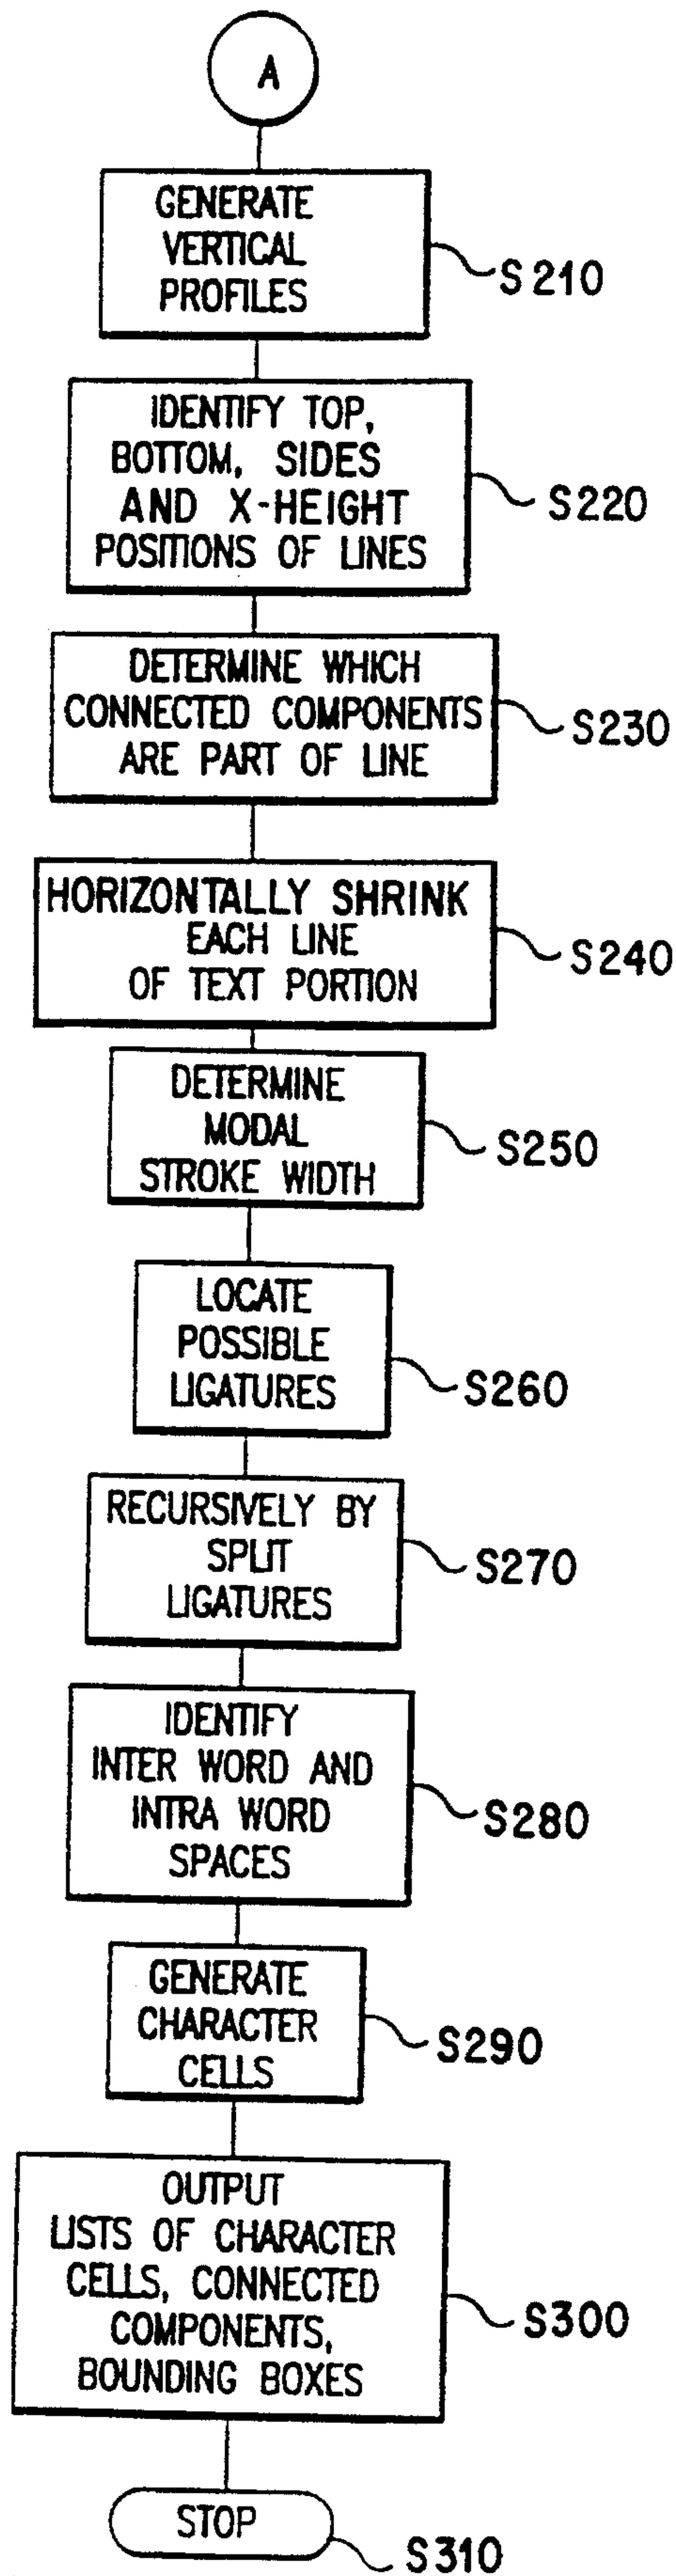 A
GENERATE
VERTICAL
PROFILES
S210
IDENTIFY TOP,
BOTTOM, SIDES
AND X-HEIGHT
POSITIONS OF LINES
S220
DETERMINE WHICH
CONNECTED COMPONENTS
ARE PART OF LINE
S230
HORIZONTALLY SHRINK
EACH LINE
OF TEXT PORTION
S240
DETERMINE
MODAL
STROKE WIDTH
S250
LOCATE
POSSIBLE
LIGATURES
S260
RECURSIVELY BY
SPLIT
LIGATURES
S270
IDENTIFY
INTER WORD AND
INTRA WORD
SPACES
S280
GENERATE
CHARACTER
CELLS
S290
OUTPUT
LISTS OF CHARACTER
CELLS, CONNECTED
COMPONENTS,
BOUNDING BOXES
S300
STOP
S310